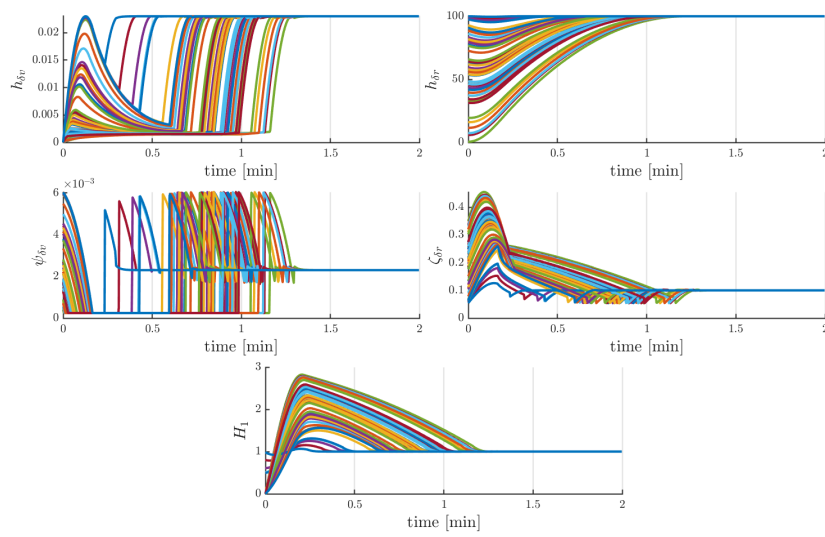 0.02
0.015
0.01
0.005
0
0 0.5 1 1.5 2
time [min]
h_{δv}
100
50
0
0 0.5 1 1.5 2
time [min]
h_{δr}
×10⁻³
6
4
2
0
0 0.5 1 1.5 2
time [min]
ψ_{δv}
0.4
0.3
0.2
0.1
0
0 0.5 1 1.5 2
time [min]
ζ_{δr}
3
2
1
0
0 0.5 1 1.5 2
time [min]
H₁